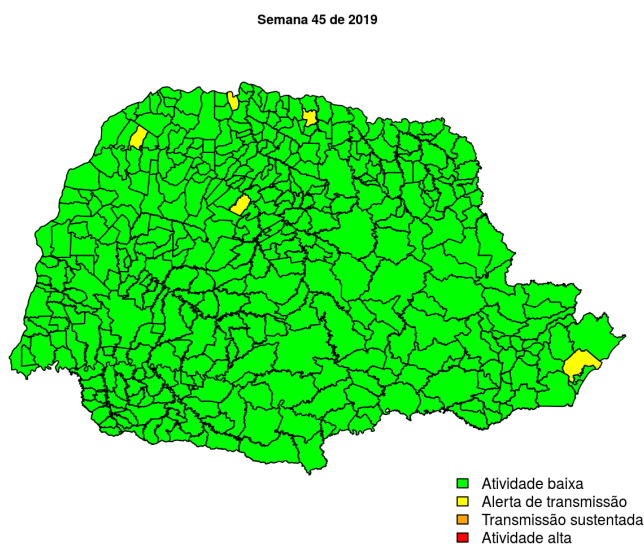 Semana 45 de 2019
Atividade baixa
Alerta de transmissão
Transmissão sustentada
Atividade alta